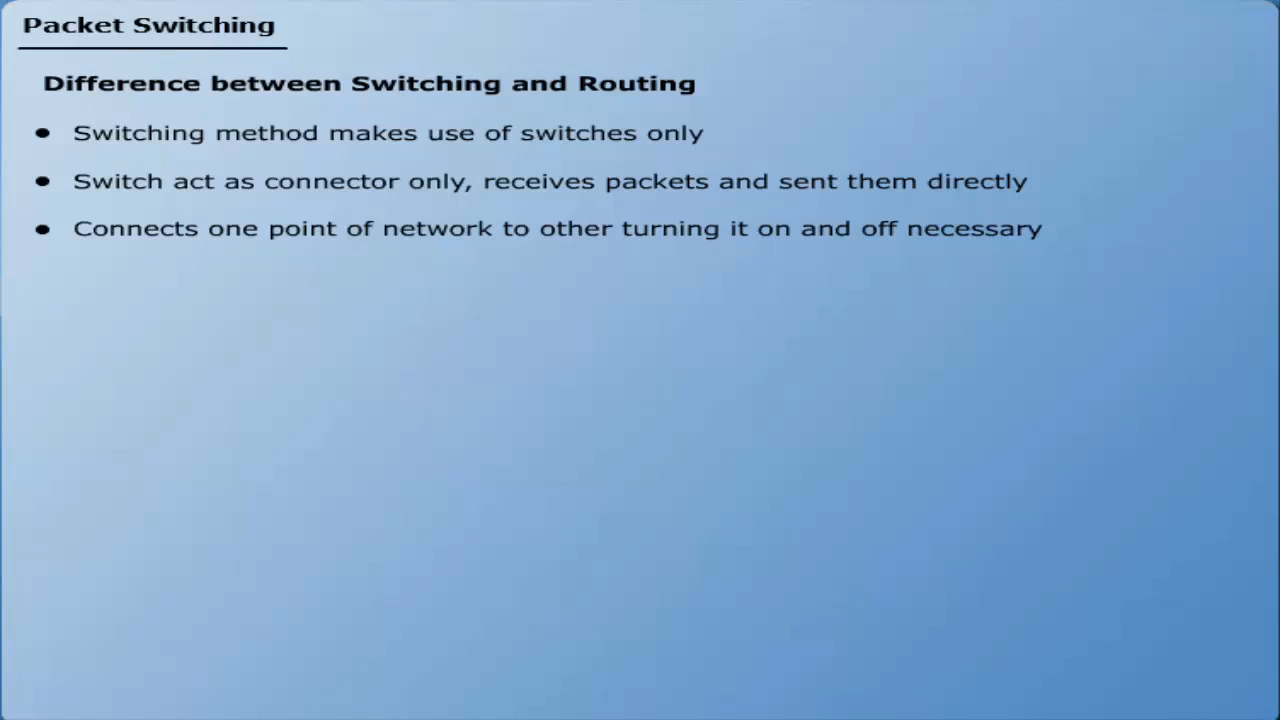 Packet Switching
Difference between Switching and Routing
● Switching method makes use of switches only
● Switch act as connector only, receives packets and sent them directly
● Connects one point of network to other turning it on and off necessary